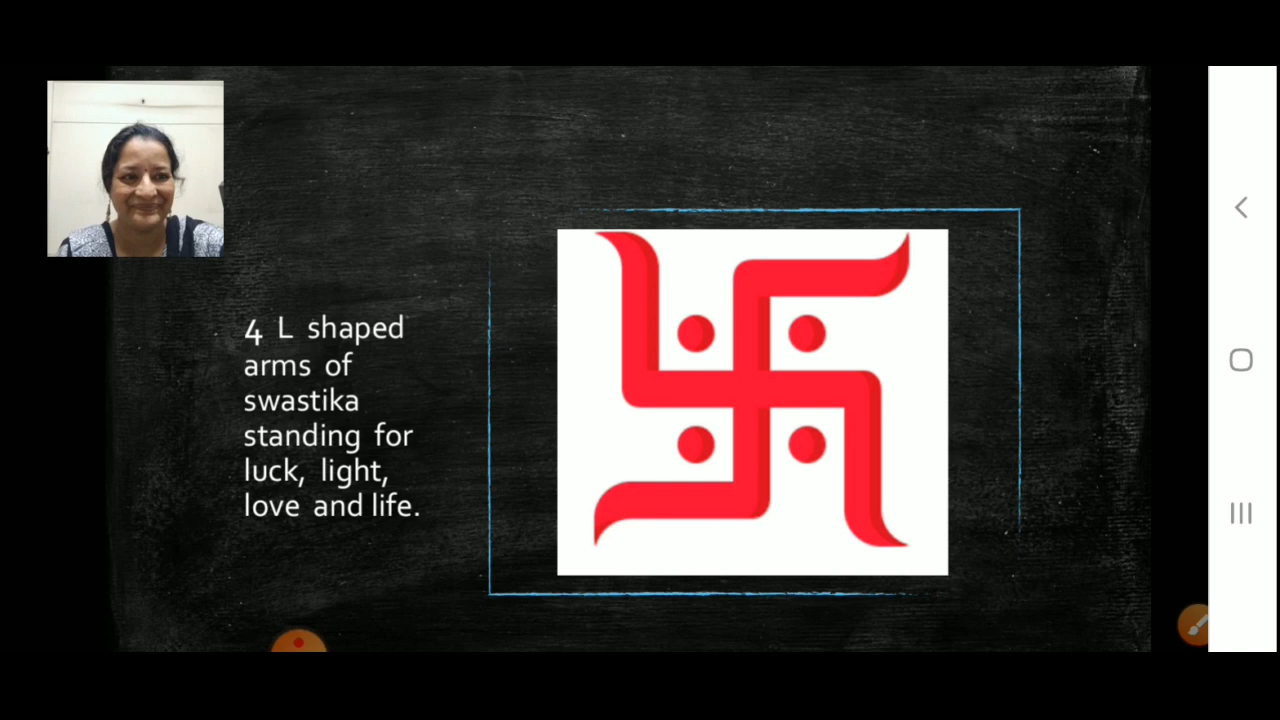 4 L shaped
arms of
swastika
standing for
luck, light,
love and life.